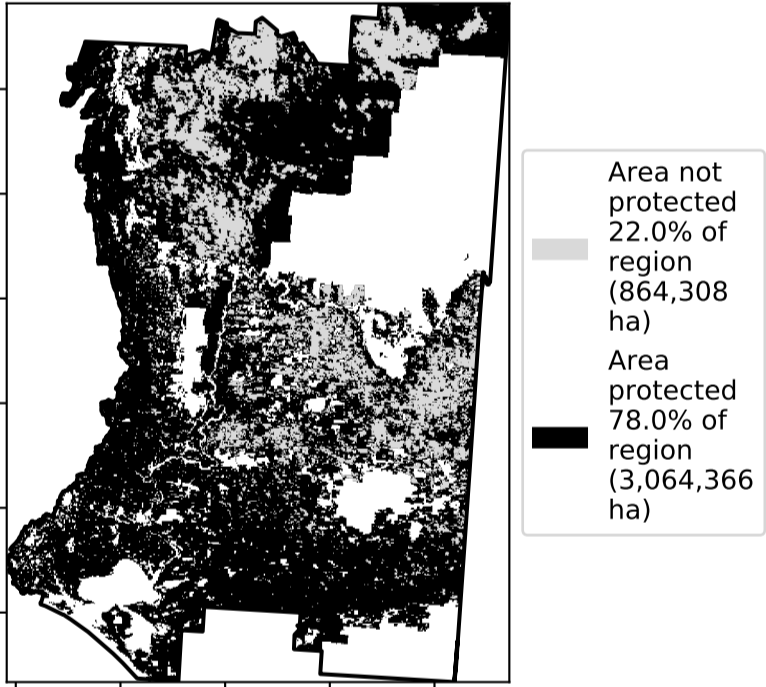 Area not
protected
22.0% of
region
(864,308
ha)
Area
protected
78.0% of
region
(3,064,366
ha)